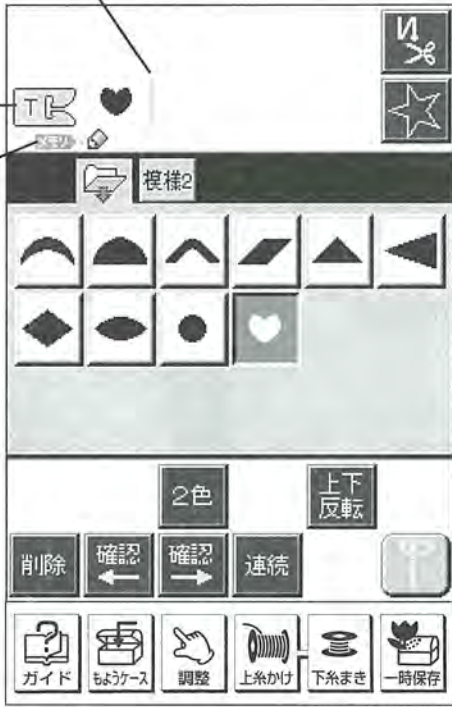 模様2
2色
上下
反転
削除
確認
確認
連続
ガイド
もようケース
調整
上糸かけ
下糸まき
一時保存